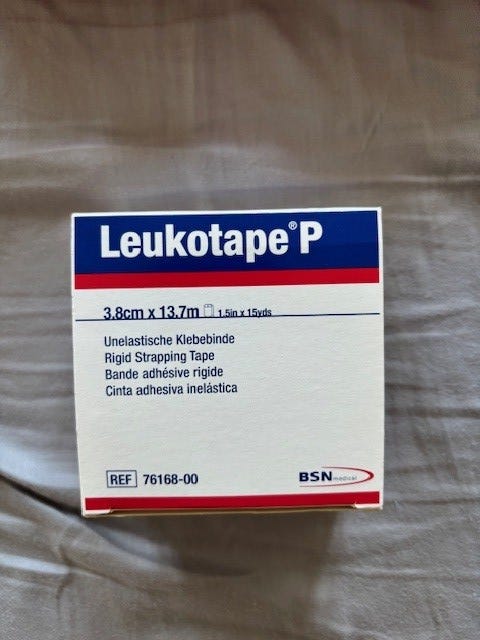 Leukotape® P
3.8cm x 13.7m 1.5in x 15yds
Unelastische Klebebinde
Rigid Strapping Tape
Bande adhésive rigide
Cinta adhesiva inelástica
REF 76168-00
BSN medical